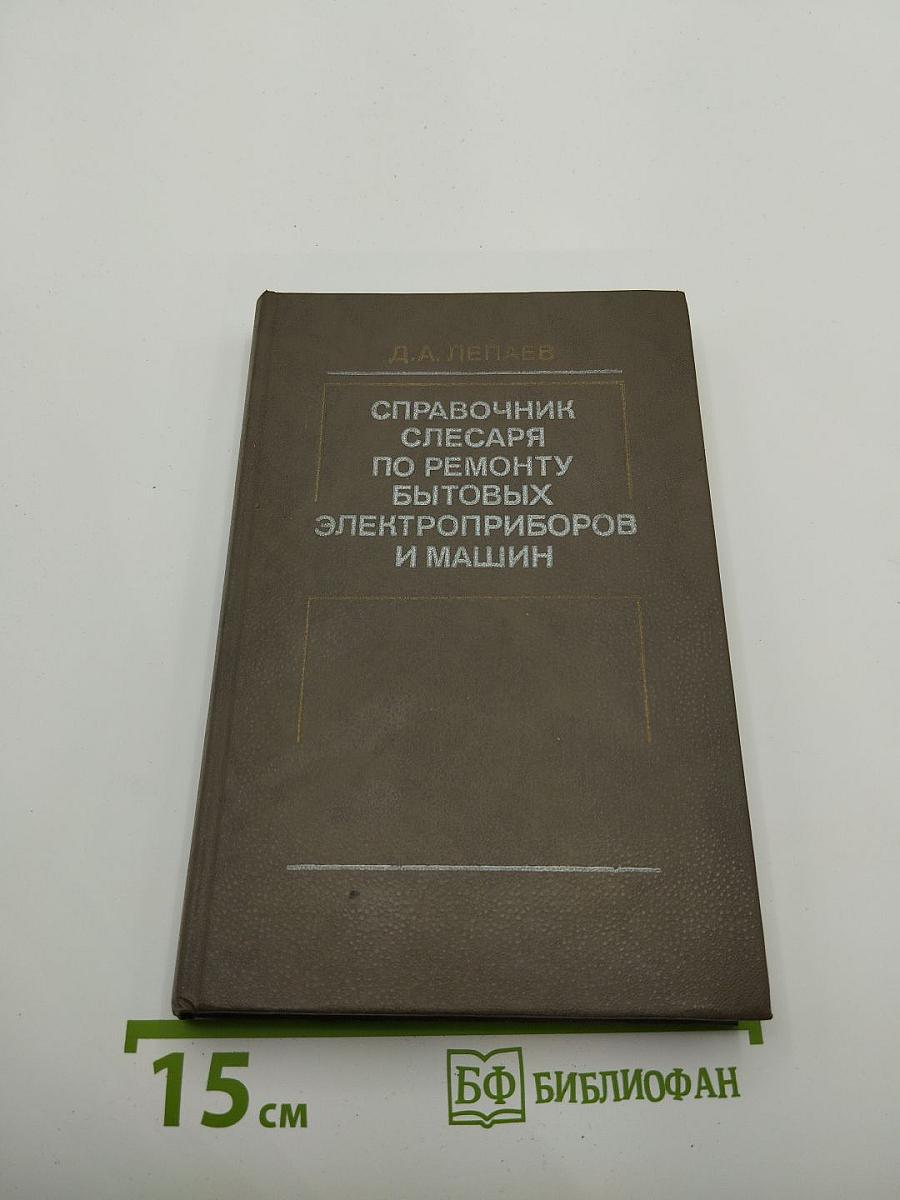 Д.А. ЛЕПАЕВ
СПРАВОЧНИК
СЛЕСАРЯ
ПО РЕМОНТУ
БЫТОВЫХ
ЭЛЕКТРОПРИБОРОВ
И МАШИН
15 см
БФ БИБЛИОФАН